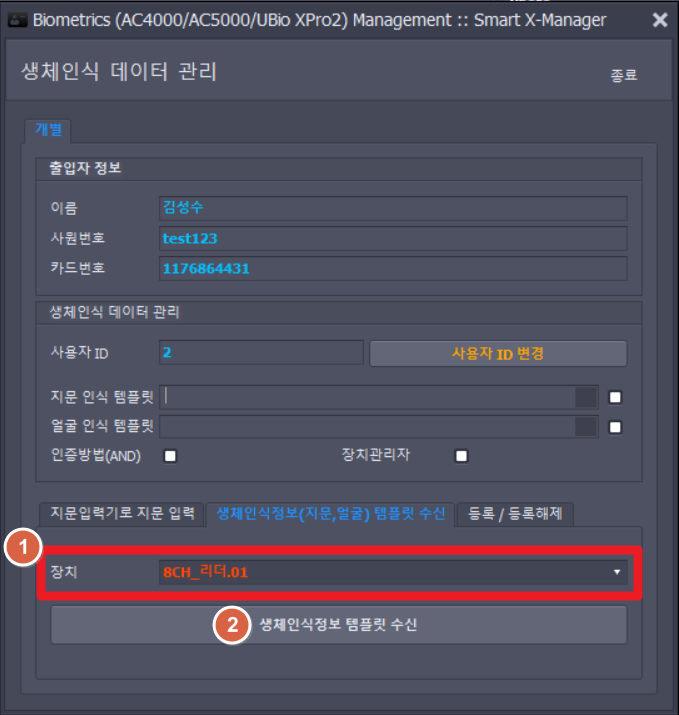 Biometrics (AC4000/AC5000/UBio XPro2) Management :: Smart X-Manager
생체인식 데이터 관리
종료
개별
출입자 정보
이름 김성수
사원번호 test123
카드번호 1176864431
생체인식 데이터 관리
사용자 ID 2 사용자 ID 변경
지문 인식 템플릿
얼굴 인식 템플릿
인증방법(AND) 장치관리자
지문입력기로 지문 입력 생체인식정보(지문,얼굴) 템플릿 수신 등록 / 등록해제
1
장치 8CH_리더.01
2 생체인식정보 템플릿 수신